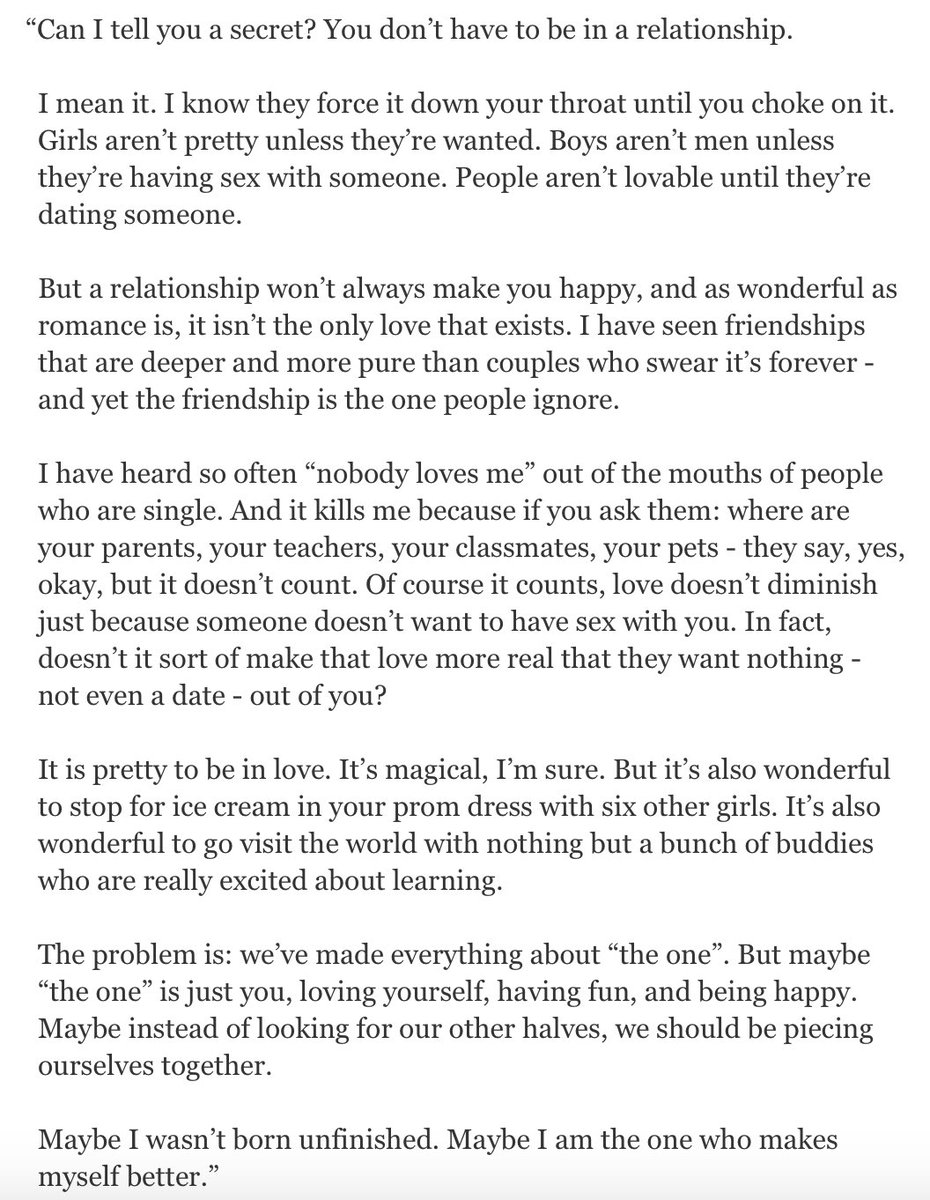 “Can I tell you a secret? You don’t have to be in a relationship.
I mean it. I know they force it down your throat until you choke on it.
Girls aren’t pretty unless they’re wanted. Boys aren’t men unless
they’re having sex with someone. People aren’t lovable until they’re
dating someone.
But a relationship won’t always make you happy, and as wonderful as
romance is, it isn’t the only love that exists. I have seen friendships
that are deeper and more pure than couples who swear it’s forever -
and yet the friendship is the one people ignore.
I have heard so often “nobody loves me” out of the mouths of people
who are single. And it kills me because if you ask them: where are
your parents, your teachers, your classmates, your pets - they say, yes,
okay, but it doesn’t count. Of course it counts, love doesn’t diminish
just because someone doesn’t want to have sex with you. In fact,
doesn’t it sort of make that love more real that they want nothing -
not even a date - out of you?
It is pretty to be in love. It’s magical, I’m sure. But it’s also wonderful
to stop for ice cream in your prom dress with six other girls. It’s also
wonderful to go visit the world with nothing but a bunch of buddies
who are really excited about learning.
The problem is: we’ve made everything about “the one”. But maybe
“the one” is just you, loving yourself, having fun, and being happy.
Maybe instead of looking for our other halves, we should be piecing
ourselves together.
Maybe I wasn’t born unfinished. Maybe I am the one who makes
myself better.”